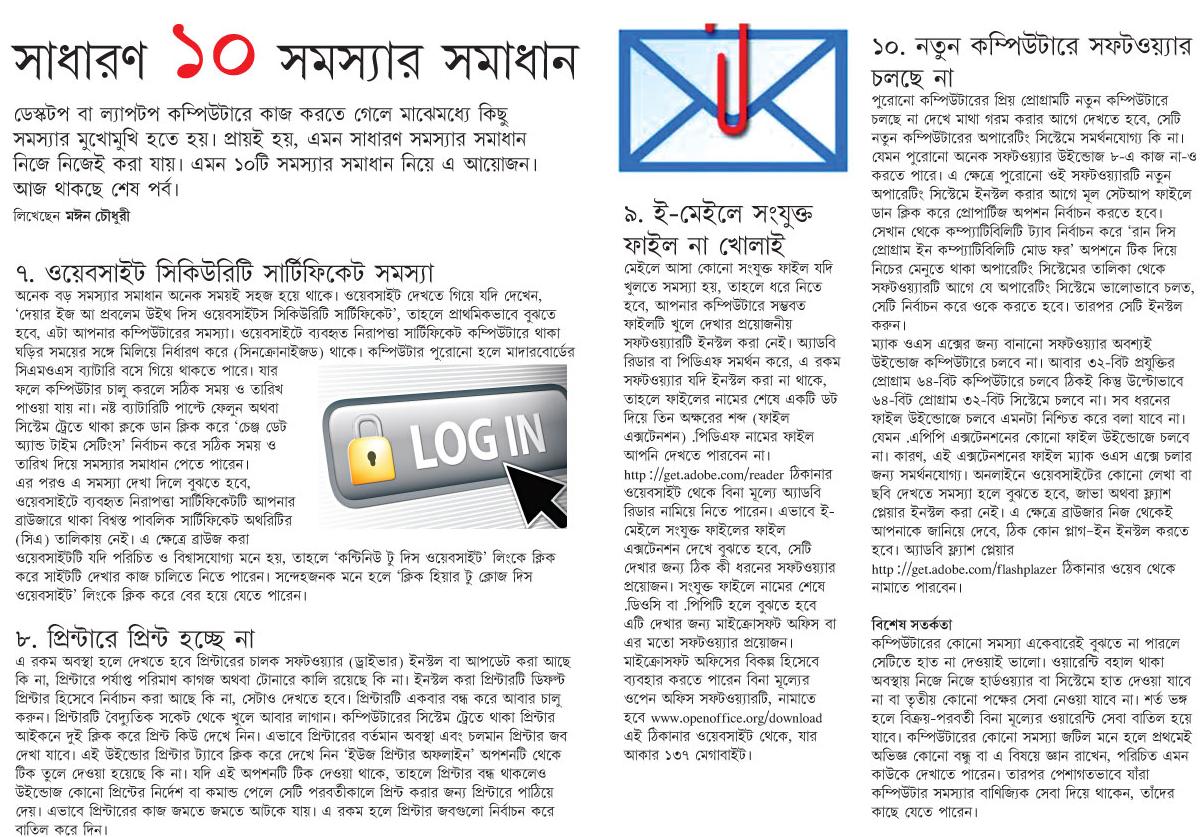 সাধারণ ১০ সমস্যার সমাধান
ডেস্কটপ বা ল্যাপটপ কম্পিউটারে কাজ করতে গেলে মাঝেমধ্যে কিছু
সমস্যার মুখোমুখি হতে হয়। প্রায়ই হয়, এমন সাধারণ সমস্যার সমাধান
নিজে নিজেই করা যায়। এমন ১০টি সমস্যার সমাধান নিয়ে এ আয়োজন।
আজ থাকছে শেষ পর্ব।
লিখেছেন মঈন চৌধুরী
৭. ওয়েবসাইট সিকিউরিটি সার্টিফিকেট সমস্যা
অনেক বড় সমস্যার সমাধান অনেক সময়ই সহজ হয়ে থাকে। ওয়েবসাইট দেখতে গিয়ে যদি দেখেন,
‘দেয়ার ইজ আ প্রবলেম উইথ দিস ওয়েবসাইটস সিকিউরিটি সার্টিফিকেট’, তাহলে প্রাথমিকভাবে বুঝতে
হবে, এটা আপনার কম্পিউটারের সমস্যা। ওয়েবসাইটে ব্যবহৃত নিরাপত্তা সার্টিফিকেট কম্পিউটারে থাকা
ঘড়ির সময়ের সঙ্গে মিলিয়ে নির্ধারণ করে (সিনক্রোনাইজড) থাকে। কম্পিউটার পুরোনো হলে মাদারবোর্ডের
সিএমওএস ব্যাটারি বসে গিয়ে থাকতে পারে। যার
ফলে কম্পিউটার চালু করলে সঠিক সময় ও তারিখ
পাওয়া যায় না। নষ্ট ব্যাটারিটি পাল্টে ফেলুন অথবা
সিস্টেম ট্রেতে থাকা ক্লকে ডান ক্লিক করে ‘চেঞ্জ ডেট
অ্যান্ড টাইম সেটিংস’ নির্বাচন করে সঠিক সময় ও
তারিখ দিয়ে সমস্যার সমাধান পেতে পারেন।
এর পরও এ সমস্যা দেখা দিলে বুঝতে হবে,
ওয়েবসাইটে ব্যবহৃত নিরাপত্তা সার্টিফিকেটটি আপনার
ব্রাউজারে থাকা বিশ্বস্ত পাবলিক সার্টিফিকেট অথরিটির
(সিএ) তালিকায় নেই। এ ক্ষেত্রে ব্রাউজ করা
ওয়েবসাইটটি যদি পরিচিত ও বিশ্বাসযোগ্য মনে হয়, তাহলে ‘কন্টিনিউ টু দিস ওয়েবসাইট’ লিংকে ক্লিক
করে সাইটটি দেখার কাজ চালিতে নিতে পারেন। সন্দেহজনক মনে হলে ‘ক্লিক হিয়ার টু ক্লোজ দিস
ওয়েবসাইট’ লিংকে ক্লিক করে বের হয়ে যেতে পারেন।
LOG IN
৮. প্রিন্টারে প্রিন্ট হচ্ছে না
এ রকম অবস্থা হলে দেখতে হবে প্রিন্টারের চালক সফটওয়্যার (ড্রাইভার) ইনস্টল বা আপডেট করা আছে
কি না, প্রিন্টারে পর্যাপ্ত পরিমাণ কাগজ অথবা টোনারে কালি রয়েছে কি না। ইনস্টল করা প্রিন্টারটি ডিফল্ট
প্রিন্টার হিসেবে নির্বাচন করা আছে কি না, সেটাও দেখতে হবে। প্রিন্টারটি একবার বন্ধ করে আবার চালু
করুন। প্রিন্টারটি বৈদ্যুতিক সকেট থেকে খুলে আবার লাগান। কম্পিউটারের সিস্টেম ট্রেতে থাকা প্রিন্টার
আইকনে দুই ক্লিক করে প্রিন্ট কিউ দেখে নিন। এভাবে প্রিন্টারের বর্তমান অবস্থা এবং চলমান প্রিন্টার জব
দেখা যাবে। এই উইন্ডোর প্রিন্টার ট্যাবে ক্লিক করে দেখে নিন ‘ইউজ প্রিন্টার অফলাইন’ অপশনটি থেকে
টিক তুলে দেওয়া হয়েছে কি না। যদি এই অপশনটি টিক দেওয়া থাকে, তাহলে প্রিন্টার বন্ধ থাকলেও
উইন্ডোজ কোনো প্রিন্টের নির্দেশ বা কমান্ড পেলে সেটি পরবর্তীকালে প্রিন্ট করার জন্য প্রিন্টারে পাঠিয়ে
দেয়। এভাবে প্রিন্টারের কাজ জমতে জমতে আটকে যায়। এ রকম হলে প্রিন্টার জবগুলো নির্বাচন করে
বাতিল করে দিন।
৯. ই-মেইলে সংযুক্ত
ফাইল না খোলাই
মেইলে আসা কোনো সংযুক্ত ফাইল যদি
খুলতে সমস্যা হয়, তাহলে ধরে নিতে
হবে, আপনার কম্পিউটারে সম্ভবত
ফাইলটি খুলে দেখার প্রয়োজনীয়
সফটওয়্যারটি ইনস্টল করা নেই। অ্যাডবি
রিডার বা পিডিএফ সমর্থন করে, এ রকম
সফটওয়্যার যদি ইনস্টল করা না থাকে,
তাহলে ফাইলের নামের শেষে একটি ডট
দিয়ে তিন অক্ষরের শব্দ (ফাইল
এক্সটেনশন) .পিডিএফ নামের ফাইল
আপনি দেখতে পারবেন না।
http://get.adobe.com/reader ঠিকানার
ওয়েবসাইট থেকে বিনা মূল্যে অ্যাডবি
রিডার নামিয়ে নিতে পারেন। এভাবে ই-
মেইলে সংযুক্ত ফাইলের ফাইল
এক্সটেনশন দেখে বুঝতে হবে, সেটি
দেখার জন্য ঠিক কী ধরনের সফটওয়্যার
প্রয়োজন। সংযুক্ত ফাইলে নামের শেষে
.ডিওসি বা .পিপিটি হলে বুঝতে হবে
এটি দেখার জন্য মাইক্রোসফট অফিস বা
এর মতো সফটওয়্যার প্রয়োজন।
মাইক্রোসফট অফিসের বিকল্প হিসেবে
ব্যবহার করতে পারেন বিনা মূল্যের
ওপেন অফিস সফটওয়্যারটি, নামাতে
হবে www.openoffice.org/download
এই ঠিকানার ওয়েবসাইট থেকে, যার
আকার ১৩৭ মেগাবাইট।
১০. নতুন কম্পিউটারে সফটওয়্যার
চলছে না
পুরোনো কম্পিউটারের প্রিয় প্রোগ্রামটি নতুন কম্পিউটারে
চলছে না দেখে মাথা গরম করার আগে দেখতে হবে, সেটি
নতুন কম্পিউটারের অপারেটিং সিস্টেমে সমর্থনযোগ্য কি না।
যেমন পুরোনো অনেক সফটওয়্যার উইন্ডোজ ৮-এ কাজ না-ও
করতে পারে। এ ক্ষেত্রে পুরোনো ওই সফটওয়্যারটি নতুন
অপারেটিং সিস্টেমে ইনস্টল করার আগে মূল সেটআপ ফাইলে
ডান ক্লিক করে প্রোপার্টিজ অপশন নির্বাচন করতে হবে।
সেখান থেকে কম্প্যাটিবিলিটি ট্যাব নির্বাচন করে ‘রান দিস
প্রোগ্রাম ইন কম্প্যাটিবিলিটি মোড ফর’ অপশনে টিক দিয়ে
নিচের মেনুতে থাকা অপারেটিং সিস্টেমের তালিকা থেকে
সফটওয়্যারটি আগে যে অপারেটিং সিস্টেমে ভালোভাবে চলত,
সেটি নির্বাচন করে ওকে করতে হবে। তারপর সেটি ইনস্টল
করুন।
ম্যাক ওএস এক্সের জন্য বানানো সফটওয়্যার অবশ্যই
উইন্ডোজ কম্পিউটারে চলবে না। আবার ৩২-বিট প্রযুক্তির
প্রোগ্রাম ৬৪-বিট কম্পিউটারে চলবে ঠিকই কিন্তু উল্টোভাবে
৬৪-বিট প্রোগ্রাম ৩২-বিট সিস্টেমে চলবে না। সব ধরনের
ফাইল উইন্ডোজে চলবে এমনটা নিশ্চিত করে বলা যাবে না।
যেমন .এপিপি এক্সটেনশনের কোনো ফাইল উইন্ডোজে চলবে
না। কারণ, এই এক্সটেনশনের ফাইল ম্যাক ওএস এক্সে চলার
জন্য সমর্থনযোগ্য। অনলাইনে ওয়েবসাইটের কোনো লেখা বা
ছবি দেখতে সমস্যা হলে বুঝতে হবে, জাভা অথবা ফ্ল্যাশ
প্লেয়ার ইনস্টল করা নেই। এ ক্ষেত্রে ব্রাউজার নিজ থেকেই
আপনাকে জানিয়ে দেবে, ঠিক কোন প্লাগ-ইন ইনস্টল করতে
হবে। অ্যাডবি ফ্ল্যাশ প্লেয়ার
http://get.adobe.com/flashplazer ঠিকানার ওয়েব থেকে
নামাতে পারবেন।
বিশেষ সতর্কতা
কম্পিউটারের কোনো সমস্যা একেবারেই বুঝতে না পারলে
সেটিতে হাত না দেওয়াই ভালো। ওয়ারেন্টি বহাল থাকা
অবস্থায় নিজে নিজে হার্ডওয়্যার বা সিস্টেমে হাত দেওয়া যাবে
না বা তৃতীয় কোনো পক্ষের সেবা নেওয়া যাবে না। শর্ত ভঙ্গ
হলে বিক্রয়-পরবর্তী বিনা মূল্যের ওয়ারেন্টি সেবা বাতিল হয়ে
যাবে। কম্পিউটারের কোনো সমস্যা জটিল মনে হলে প্রথমেই
অভিজ্ঞ কোনো বন্ধু বা এ বিষয়ে জ্ঞান রাখেন, পরিচিত এমন
কাউকে দেখাতে পারেন। তারপর পেশাগতভাবে যাঁরা
কম্পিউটার সমস্যার বাণিজ্যিক সেবা দিয়ে থাকেন, তাঁদের
কাছে যেতে পারেন।